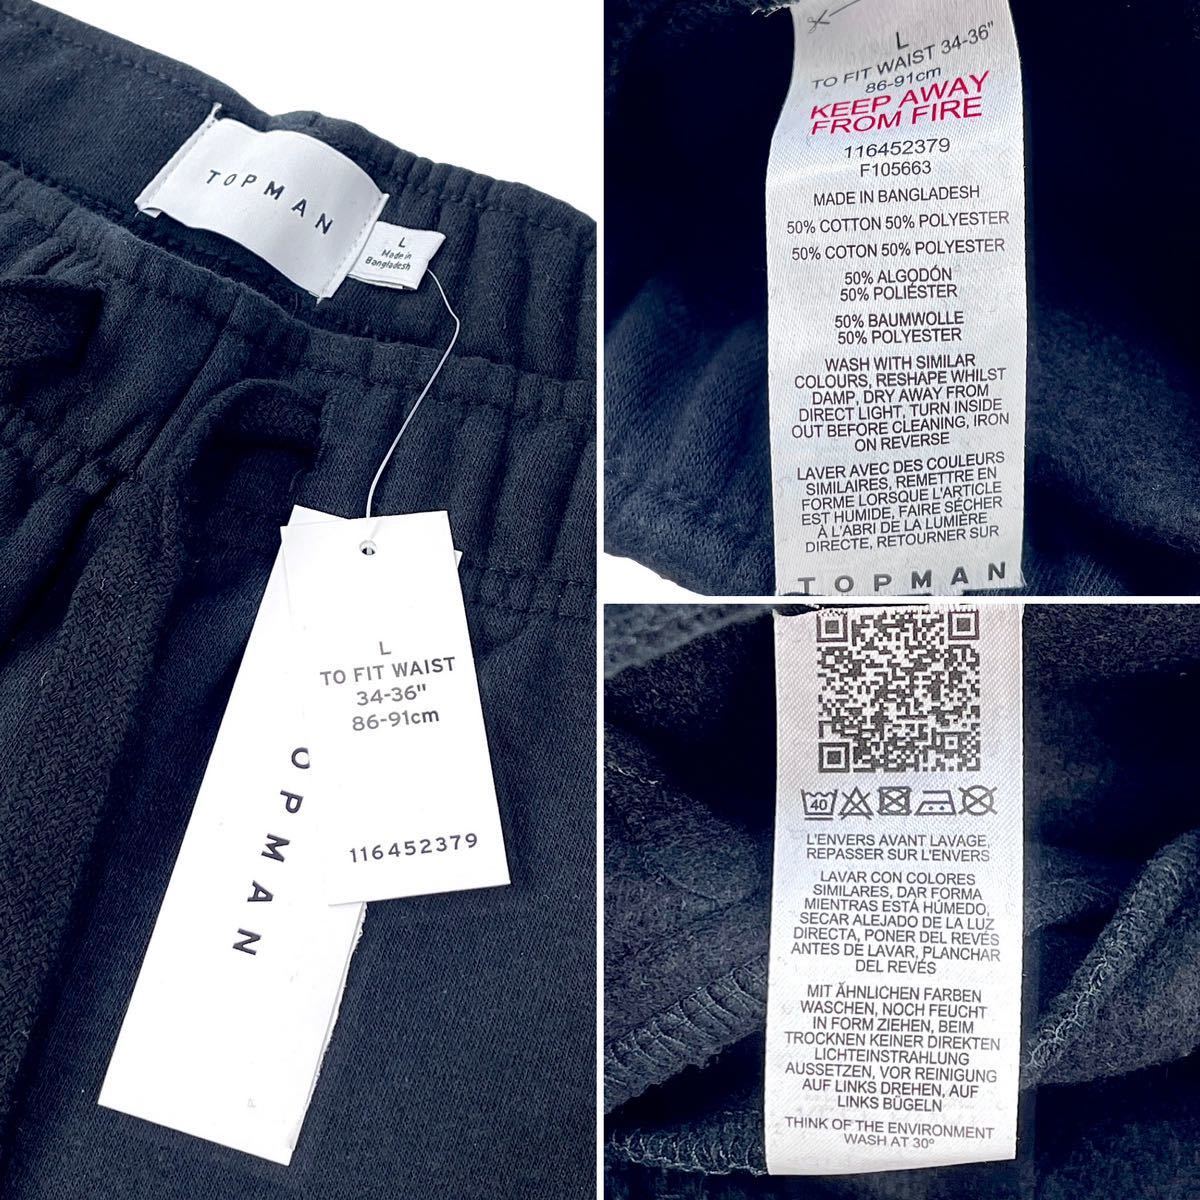 TOPMAN
L
Made in
Bangladesh
L
TO FIT WAIST
34-36"
86-91cm
116452379
OPMAN
L
TO FIT WAIST 34-36"
86-91cm
KEEP AWAY
FROM FIRE
116452379
F105663
MADE IN BANGLADESH
50% COTTON 50% POLYESTER
50% COTON 50% POLYESTER
50% ALGODÓN
50% POLIÉSTER
50% BAUMWOLLE
50% POLYESTER
WASH WITH SIMILAR
COLOURS, RESHAPE WHILST
DAMP, DRY AWAY FROM
DIRECT LIGHT, TURN INSIDE
OUT BEFORE CLEANING, IRON
ON REVERSE
LAVER AVEC DES COULEURS
SIMILAIRES, REMETTRE EN
FORME LORSQUE L'ARTICLE
EST HUMIDE, FAIRE SÉCHER
À L'ABRI DE LA LUMIÈRE
DIRECTE, RETOURNER SUR
TOPMAN
40
L'ENVERS AVANT LAVAGE,
REPASSER SUR L'ENVERS
LAVAR CON COLORES
SIMILARES, DAR FORMA
MIENTRAS ESTÁ HÚMEDO,
SECAR ALEJADO DE LA LUZ
DIRECTA, PONER DEL REVÉS
ANTES DE LAVAR, PLANCHAR
DEL REVÉS
MIT ÄHNLICHEN FARBEN
WASCHEN, NOCH FEUCHT
IN FORM ZIEHEN, BEIM
TROCKNEN KEINER DIREKTEN
LICHTEINSTRAHLUNG
AUSSETZEN, VOR REINIGUNG
AUF LINKS DREHEN, AUF
LINKS BÜGELN
THINK OF THE ENVIRONMENT
WASH AT 30º